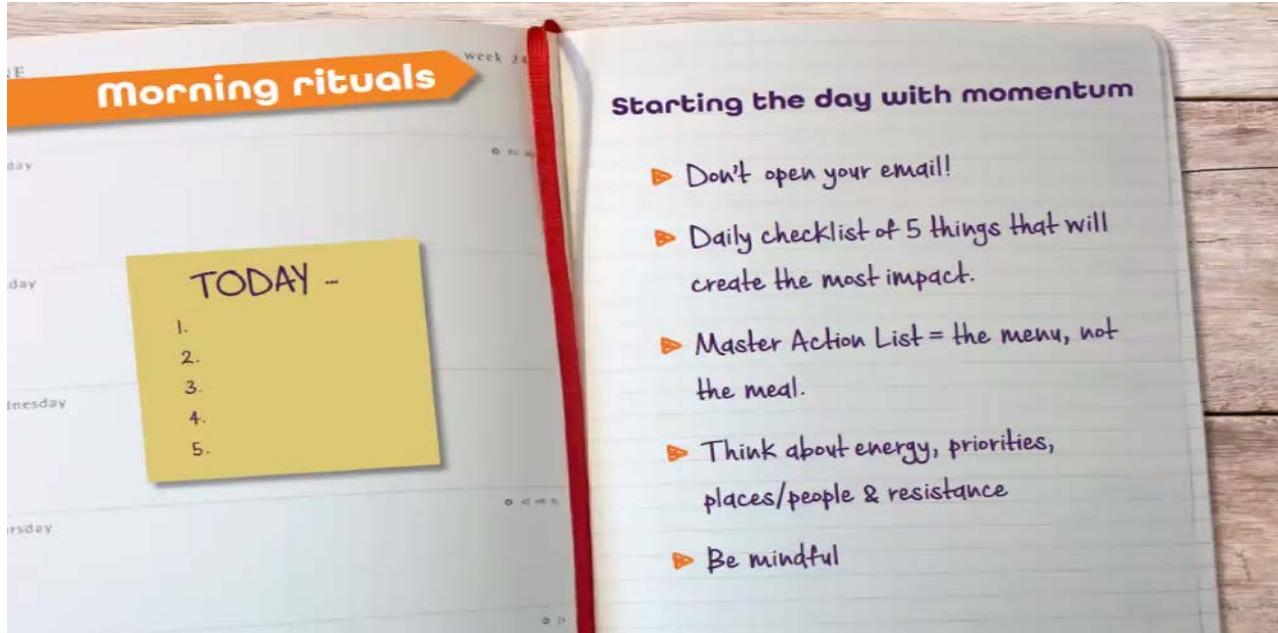 Morning rituals
week 24
day
day
nesday
rsday
TODAY -
1.
2.
3.
4.
5.
Starting the day with momentum
Don't open your email!
Daily checklist of 5 things that will
create the most impact.
Master Action List = the menu, not
the meal.
Think about energy, priorities,
places/people & resistance
Be mindful